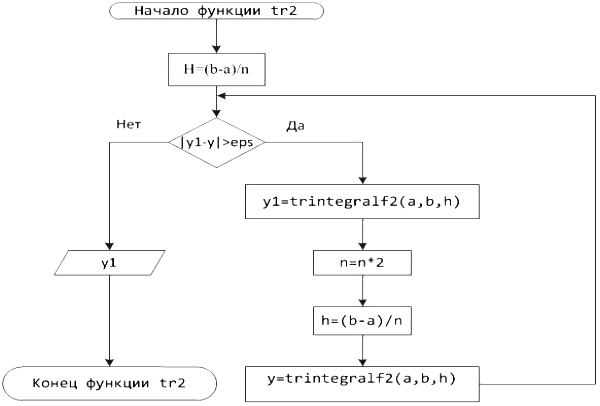 Начало функции tr2
H=(b-a)/n
Нет
Да
|y1-y|>eps
y1=trintegralf2(a,b,h)
y1
n=n*2
h=(b-a)/n
Конец функции tr2
y=trintegralf2(a,b,h)